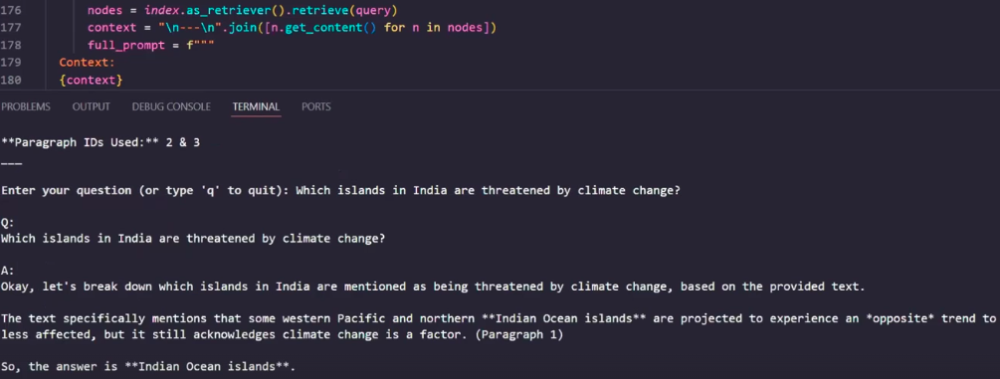 176 nodes = index.as_retriever().retrieve(query)
177 context = "\n---\n".join([n.get_content() for n in nodes])
178 full_prompt = f"""
179 Context:
180 {context}
PROBLEMS OUTPUT DEBUG CONSOLE TERMINAL PORTS
**Paragraph IDs Used:** 2 & 3
___
Enter your question (or type 'q' to quit): Which islands in India are threatened by climate change?
Q:
Which islands in India are threatened by climate change?
A:
Okay, let's break down which islands in India are mentioned as being threatened by climate change, based on the provided text.
The text specifically mentions that some western Pacific and northern **Indian Ocean islands** are projected to experience an *opposite* trend to
less affected, but it still acknowledges climate change is a factor. (Paragraph 1)
So, the answer is **Indian Ocean islands**.